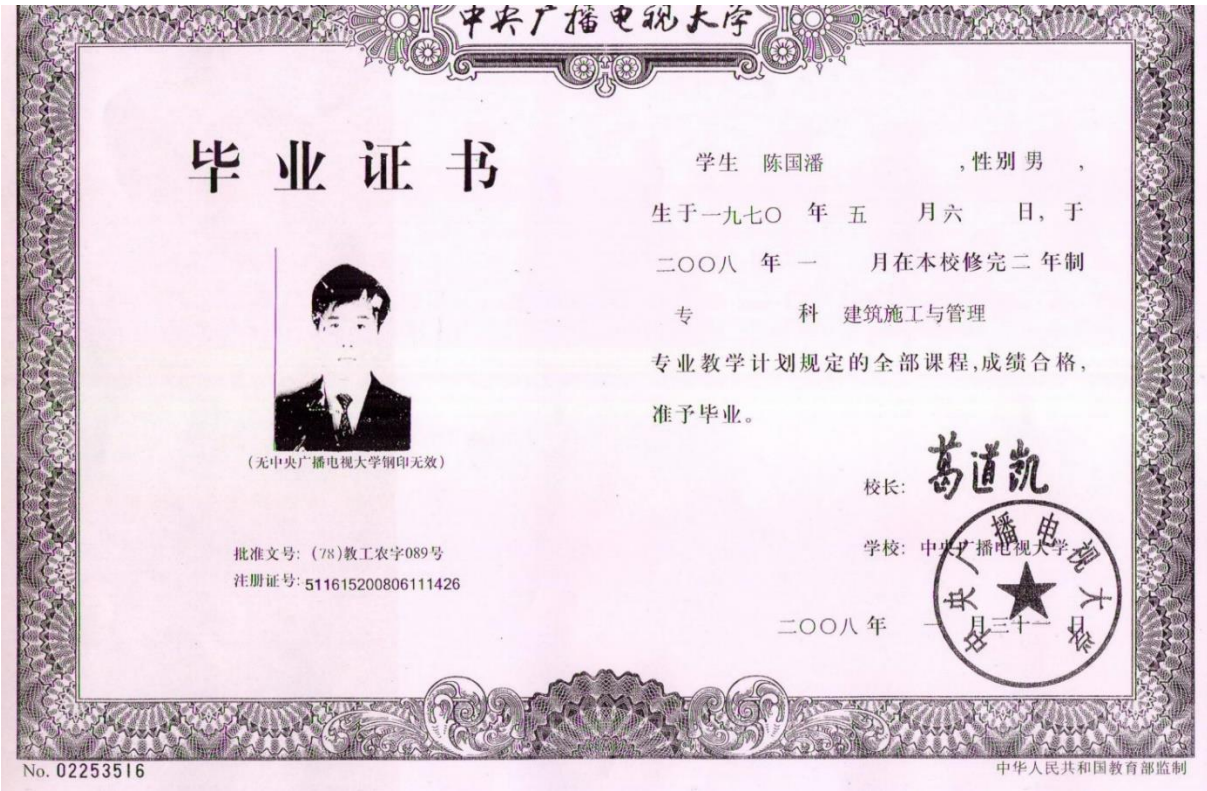 中央广播电视大学
毕业证书
(无中央广播电视大学钢印无效)
批准文号: (78)教工农字089号
注册证号: 511615200806111426
学生 陈国潘 ,性别 男 ,
生于一九七〇 年 五 月六 日, 于
二〇〇八 年 一 月在本校修完二 年制
专 科 建筑施工与管理
专业教学计划规定的全部课程,成绩合格,
准予毕业。
校长: 葛道凯
学校: 中央广播电视大学
二〇〇八 年 一 月三十一 日
中央广播电视大学
No. 02253516
中华人民共和国教育部监制